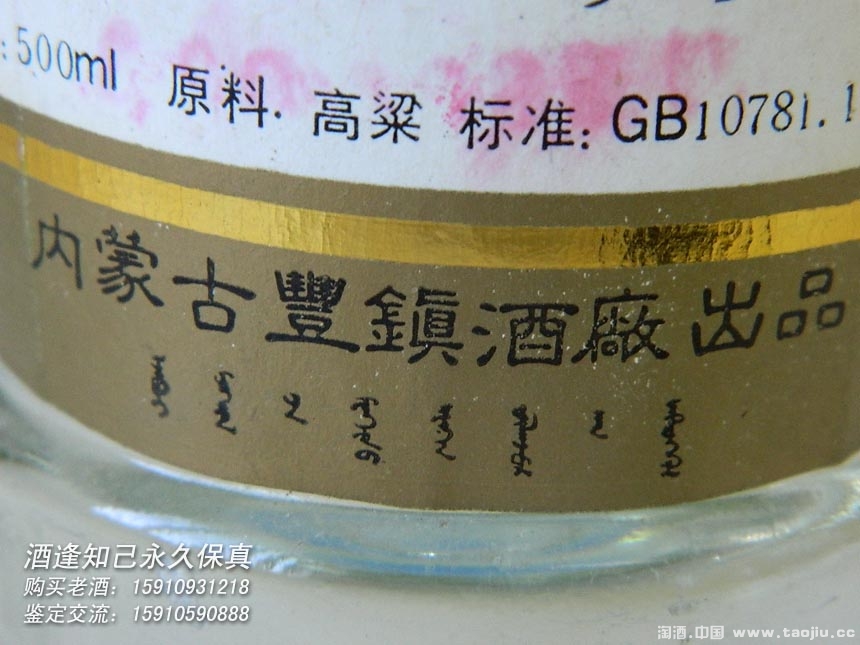 :500ml 原料. 高粱 标准: GB10781.1
内蒙古豐鎮酒廠出品
酒逢知己永久保真
购买老酒: 15910931218
鉴定交流: 15910590888
淘酒.中国 www.taojiu.cc